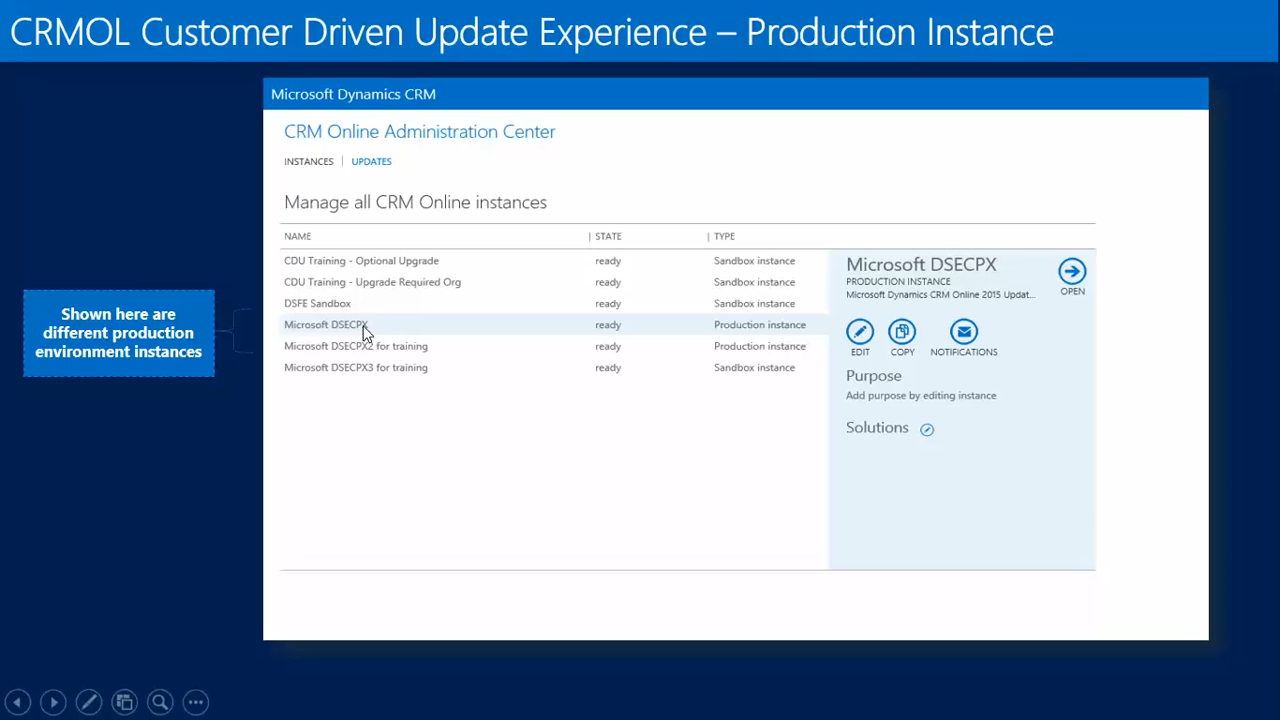 CRMOL Customer Driven Update Experience – Production Instance
Microsoft Dynamics CRM
CRM Online Administration Center
INSTANCES | UPDATES
Manage all CRM Online instances
NAME | STATE | TYPE
CDU Training - Optional Upgrade ready Sandbox instance
CDU Training - Upgrade Required Org ready Sandbox instance
DSFE Sandbox ready Sandbox instance
Microsoft DSECPX ready Production instance
Microsoft DSECPX2 for training ready Production instance
Microsoft DSECPX3 for training ready Sandbox instance
Microsoft DSECPX
PRODUCTION INSTANCE
Microsoft Dynamics CRM Online 2015 Updat...
OPEN
EDIT COPY NOTIFICATIONS
Purpose
Add purpose by editing instance
Solutions
Shown here are
different production
environment instances